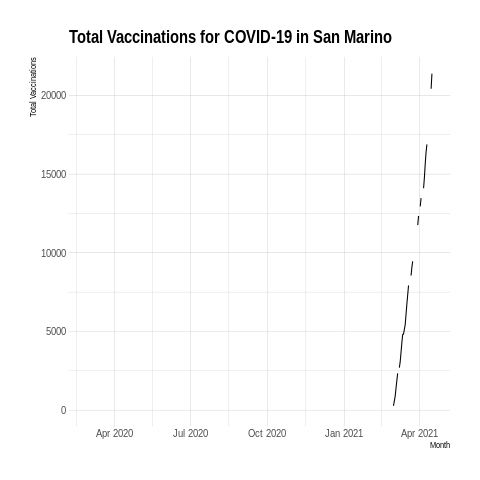 Total Vaccinations for COVID-19 in San Marino
Total Vaccinations
20000
15000
10000
5000
0
Apr 2020 Jul 2020 Oct 2020 Jan 2021 Apr 2021
Month